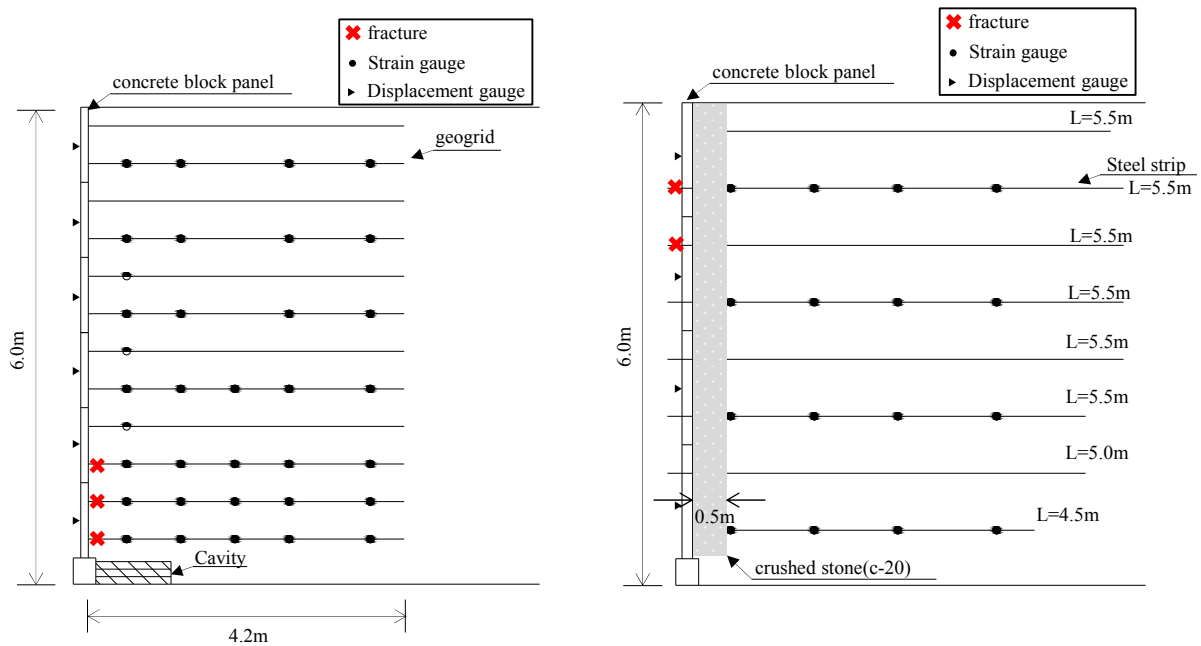 fracture
Strain gauge
Displacement gauge
concrete block panel
geogrid
6.0m
Cavity
4.2m
fracture
Strain gauge
Displacement gauge
concrete block panel
L=5.5m
Steel strip
L=5.5m
L=5.5m
L=5.5m
L=5.5m
6.0m
L=5.5m
L=5.0m
0.5m
L=4.5m
crushed stone(c-20)